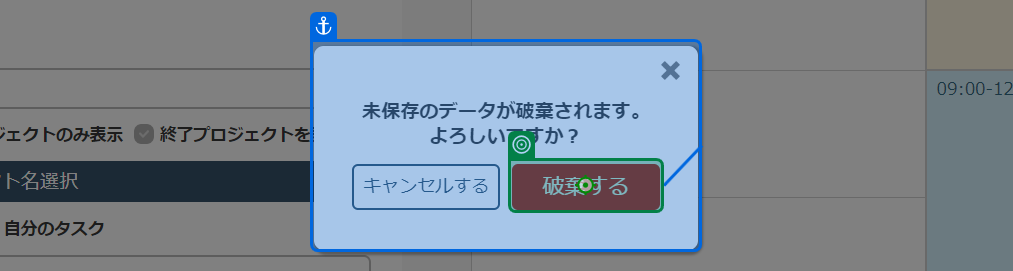 09:00-12
未保存のデータが破棄されます。
よろしいですか？
ジェクトのみ表示
終了プロジェクトを
ト名選択
キャンセルする
破棄する
自分のタスク